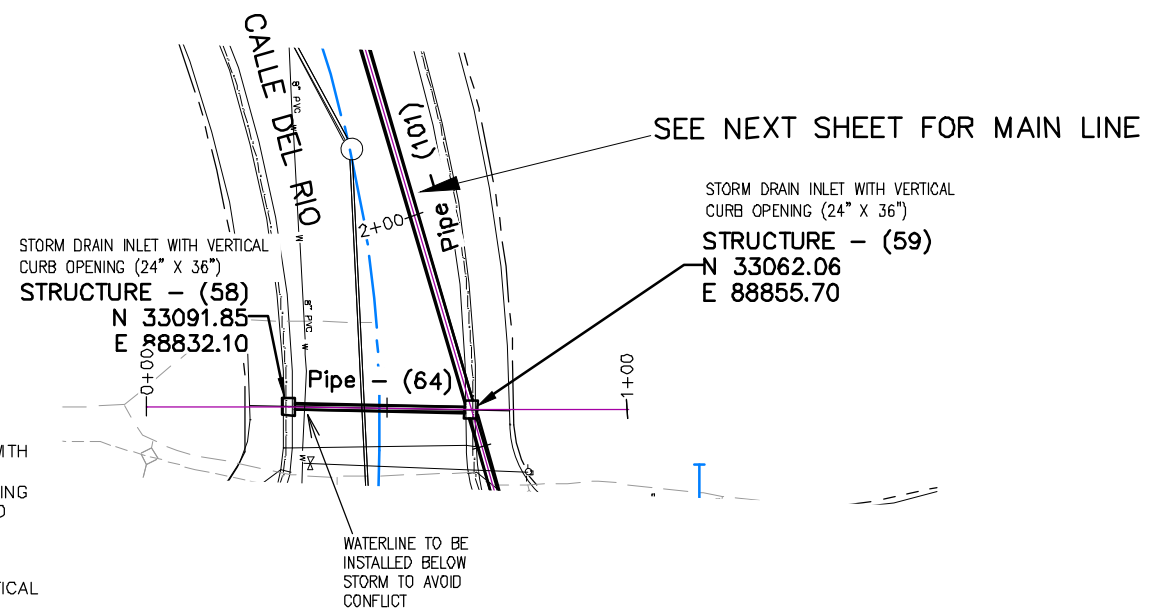 CALLE DEL RIO
8" PVC
W
Pipe - (101)
SEE NEXT SHEET FOR MAIN LINE
2+00
STORM DRAIN INLET WITH VERTICAL
CURB OPENING (24" X 36")
STRUCTURE - (59)
N 33062.06
E 88855.70
STORM DRAIN INLET WITH VERTICAL
CURB OPENING (24" X 36")
STRUCTURE - (58)
N 33091.85
E 88832.10
W
8" PVC
W
0+00
Pipe - (64)
1+00
W
WATERLINE TO BE
INSTALLED BELOW
STORM TO AVOID
CONFLICT
ING
TICAL